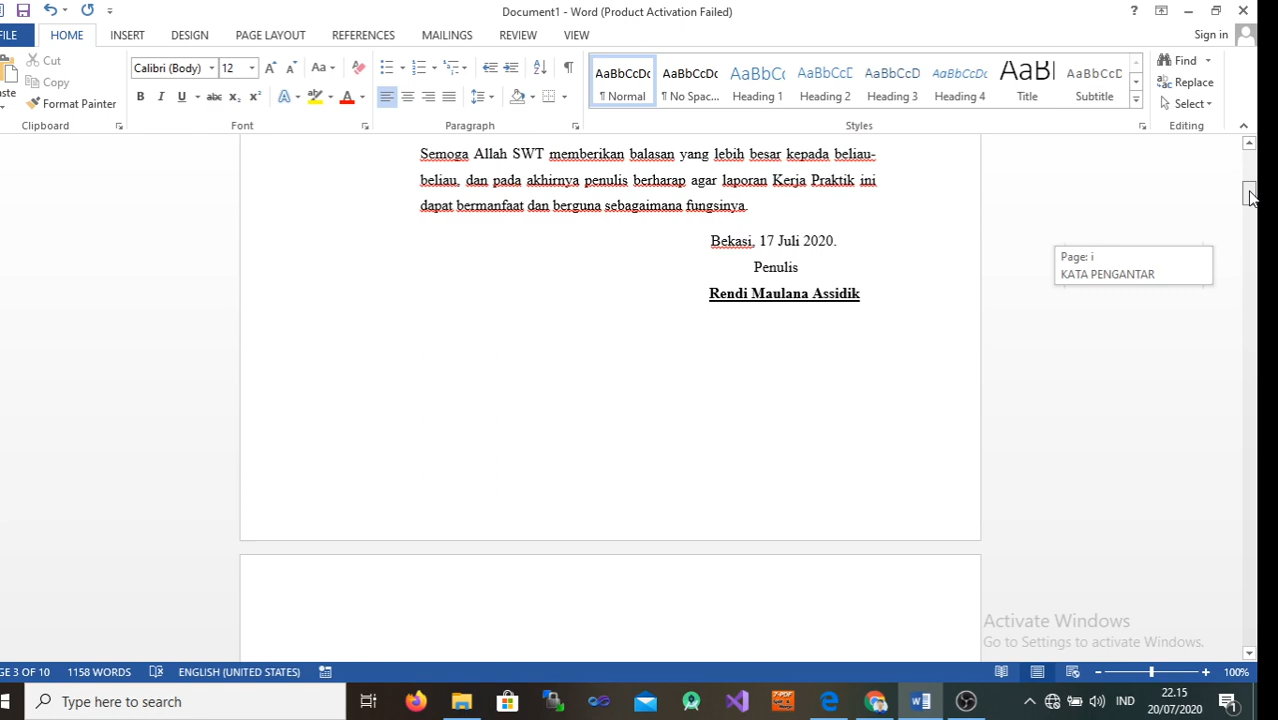 Document1 - Word (Product Activation Failed)
?
FILE HOME INSERT DESIGN PAGE LAYOUT REFERENCES MAILINGS REVIEW VIEW
Sign in
Cut
Copy
Format Painter
Clipboard
Calibri (Body) 12
Font
Paragraph
AaBbCcDc AaBbCcDc AaBbC AaBbCcD AaBbCcD AaBbCcD AaBl AaBbCcD
¶ Normal ¶ No Spac... Heading 1 Heading 2 Heading 3 Heading 4 Title Subtitle
Styles
Find
Replace
Select
Editing
Semoga Allah SWT memberikan balasan yang lebih besar kepada beliau-
beliau, dan pada akhirnya penulis berharap agar laporan Kerja Praktik ini
dapat bermanfaat dan berguna sebagaimana fungsinya.
Bekasi, 17 Juli 2020.
Penulis
Rendi Maulana Assidik
Page: i
KATA PENGANTAR
Activate Windows
Go to Settings to activate Windows.
GE 3 OF 10 1158 WORDS ENGLISH (UNITED STATES) 100%
Type here to search
IND
22.15
20/07/2020
1